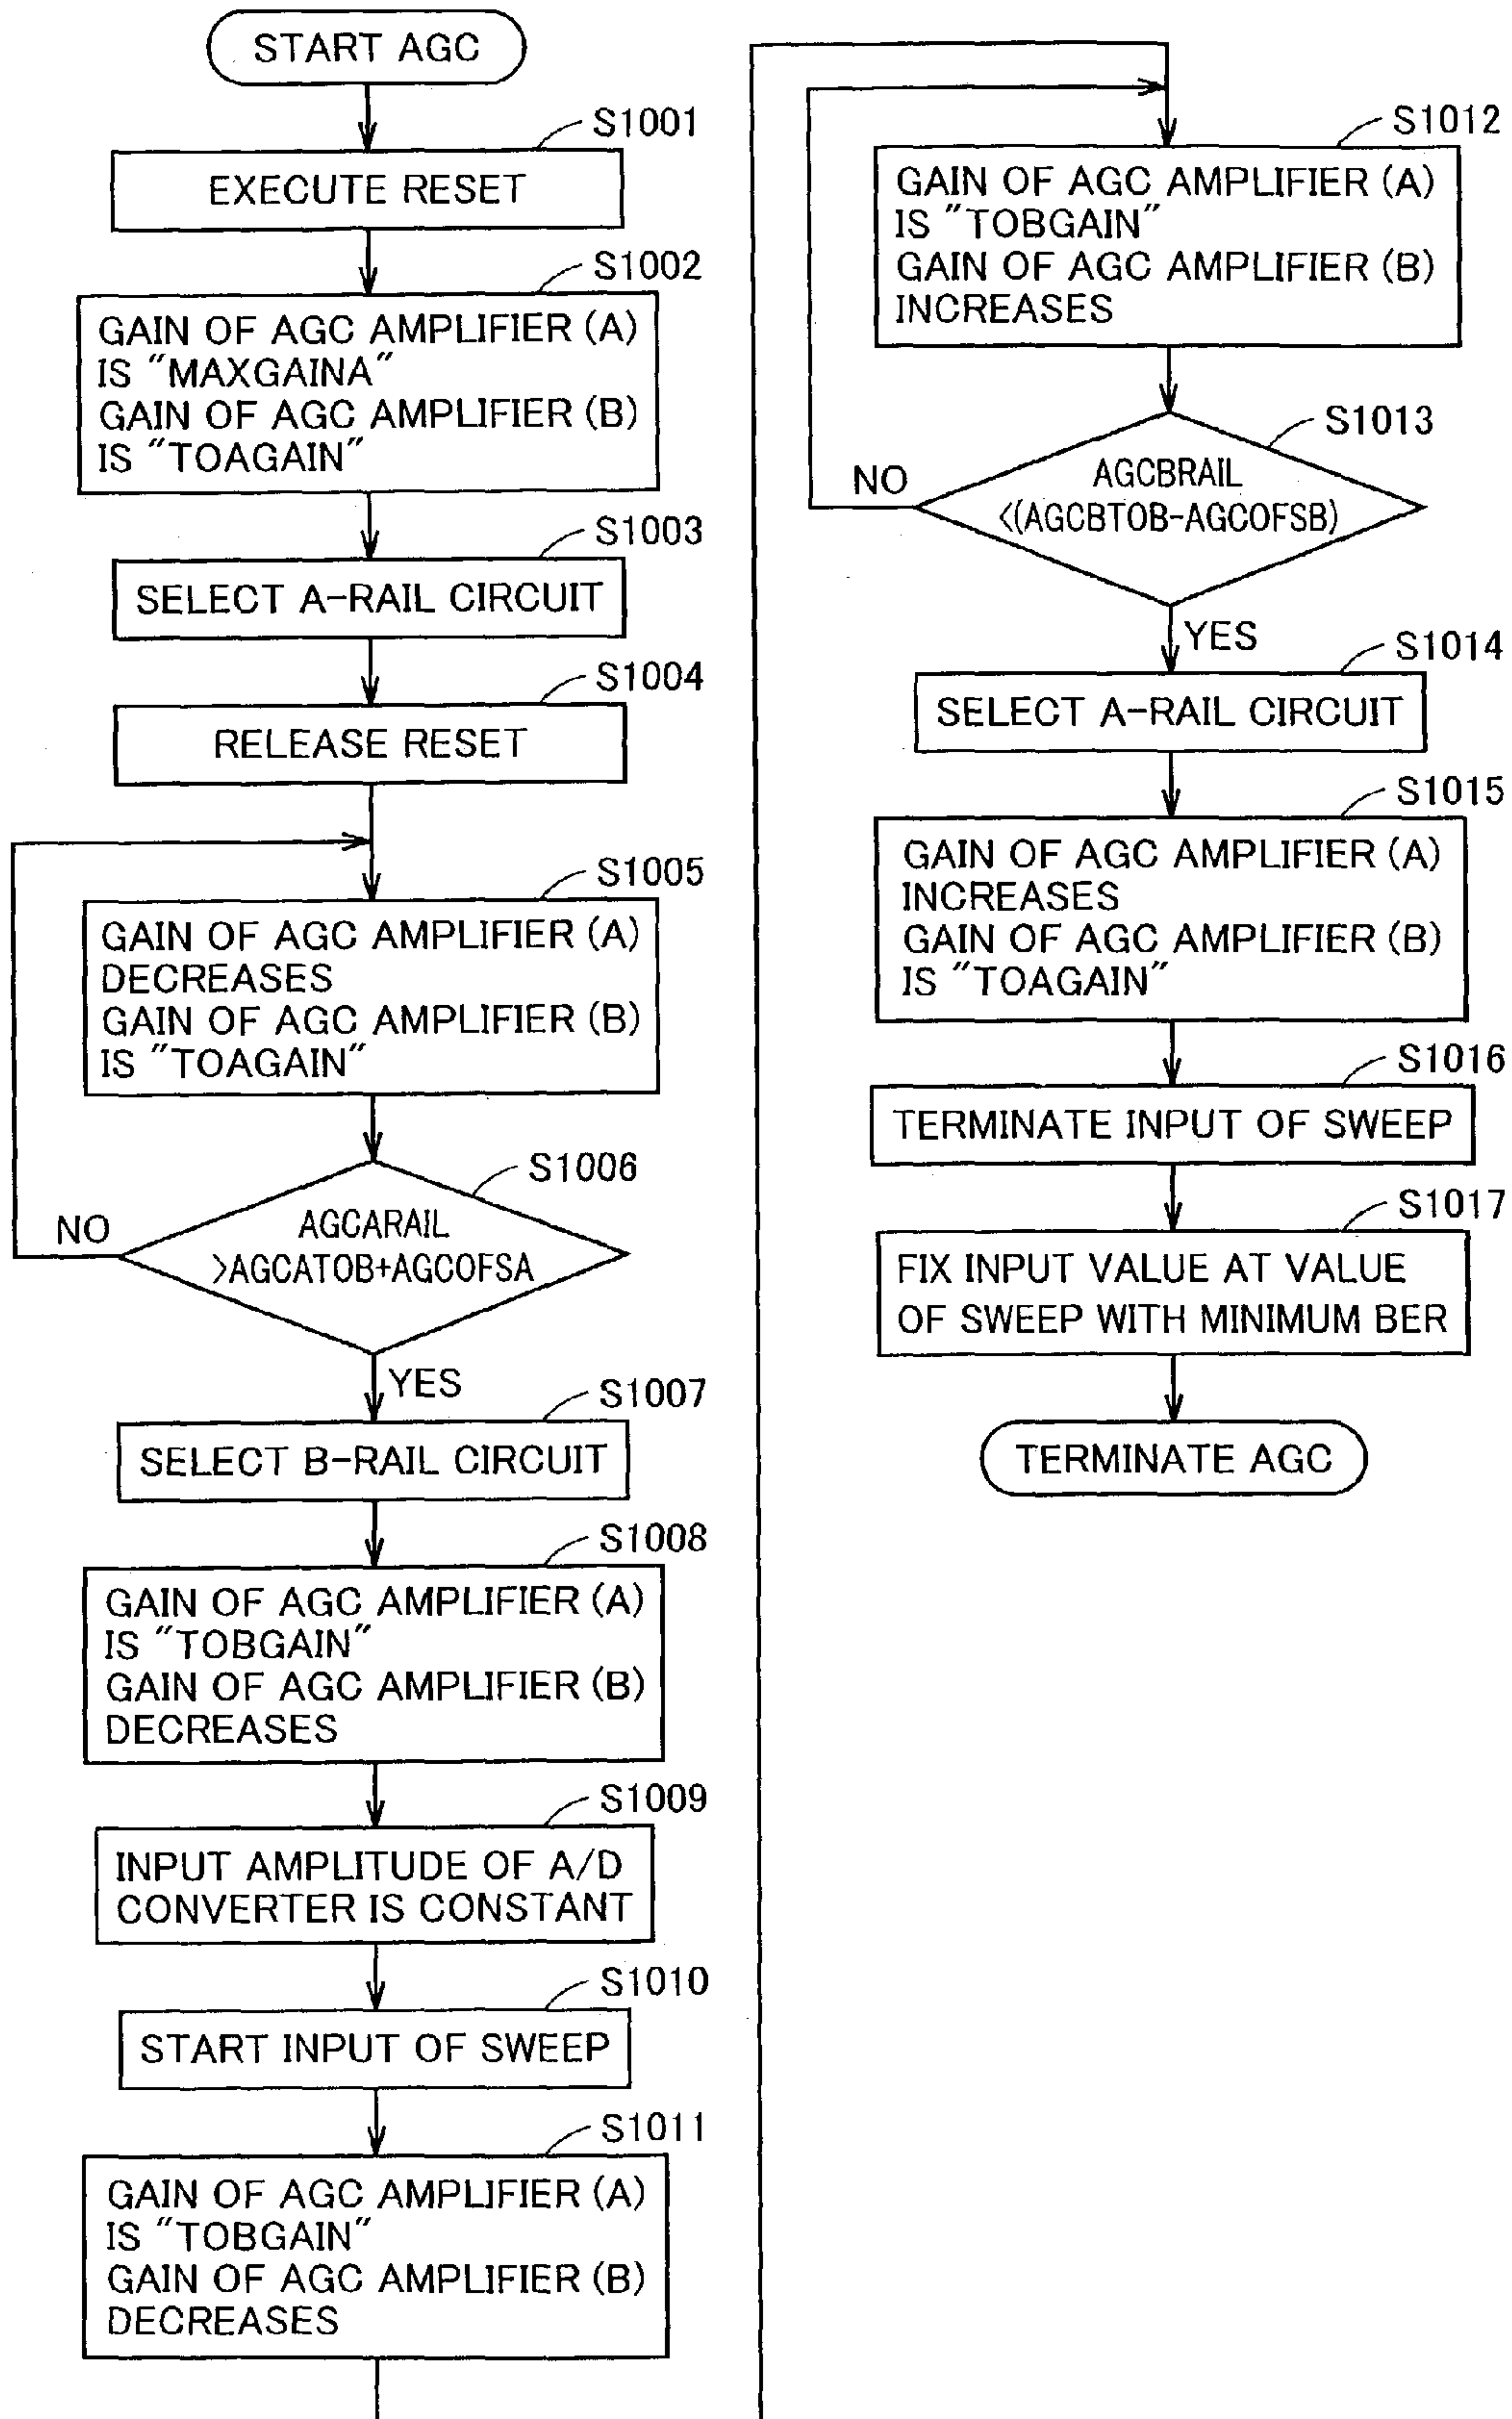 START AGC
S1001
EXECUTE RESET
S1002
GAIN OF AGC AMPLIFIER (A)
IS "MAXGAINA"
GAIN OF AGC AMPLIFIER (B)
IS "TOAGAIN"
S1003
SELECT A-RAIL CIRCUIT
S1004
RELEASE RESET
S1005
GAIN OF AGC AMPLIFIER (A)
DECREASES
GAIN OF AGC AMPLIFIER (B)
IS "TOAGAIN"
S1006
AGCARAIL
>AGCATOB+AGCOFSA
NO
YES
S1007
SELECT B-RAIL CIRCUIT
S1008
GAIN OF AGC AMPLIFIER (A)
IS "TOBGAIN"
GAIN OF AGC AMPLIFIER (B)
DECREASES
S1009
INPUT AMPLITUDE OF A/D
CONVERTER IS CONSTANT
S1010
START INPUT OF SWEEP
S1011
GAIN OF AGC AMPLIFIER (A)
IS "TOBGAIN"
GAIN OF AGC AMPLIFIER (B)
DECREASES
S1012
GAIN OF AGC AMPLIFIER (A)
IS "TOBGAIN"
GAIN OF AGC AMPLIFIER (B)
INCREASES
S1013
AGCBRAIL
<(AGCBTOB-AGCOFSB)
NO
YES
S1014
SELECT A-RAIL CIRCUIT
S1015
GAIN OF AGC AMPLIFIER (A)
INCREASES
GAIN OF AGC AMPLIFIER (B)
IS "TOAGAIN"
S1016
TERMINATE INPUT OF SWEEP
S1017
FIX INPUT VALUE AT VALUE
OF SWEEP WITH MINIMUM BER
TERMINATE AGC